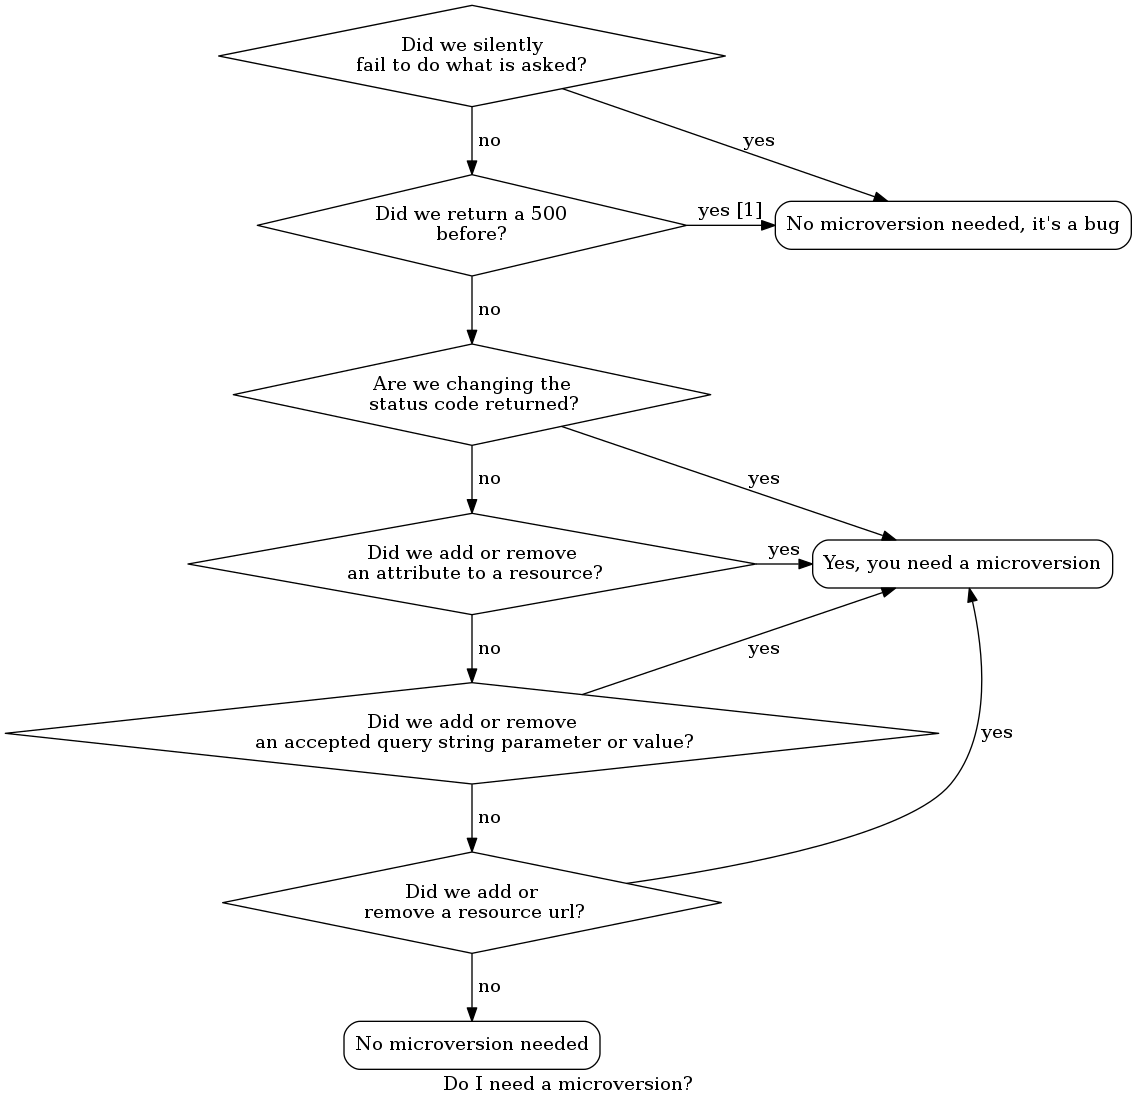 Did we silently
fail to do what is asked?
no
yes
Did we return a 500
before?
yes [1]
No microversion needed, it's a bug
no
Are we changing the
status code returned?
no
yes
Did we add or remove
an attribute to a resource?
yes
Yes, you need a microversion
no
yes
Did we add or remove
an accepted query string parameter or value?
yes
no
Did we add or
remove a resource url?
no
No microversion needed
Do I need a microversion?